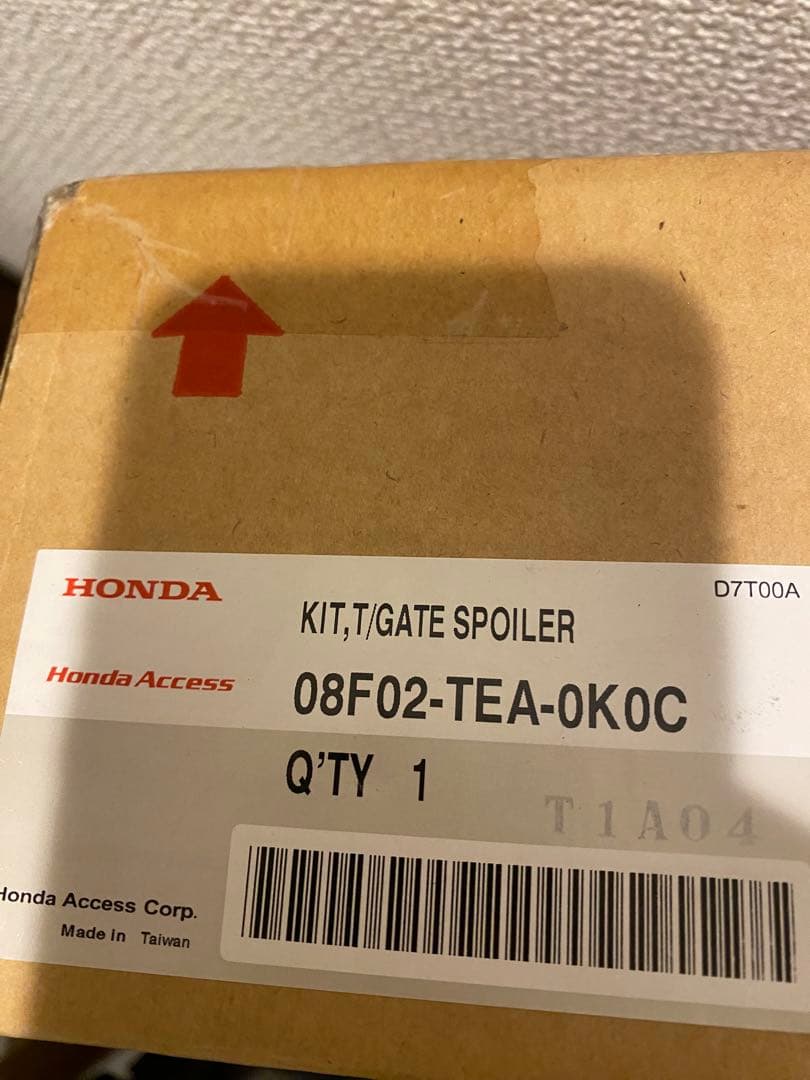 HONDA
D7T00A
KIT,T/GATE SPOILER
Honda Access
08F02-TEA-0K0C
Q'TY 1
T1A04
Honda Access Corp.
Made in Taiwan